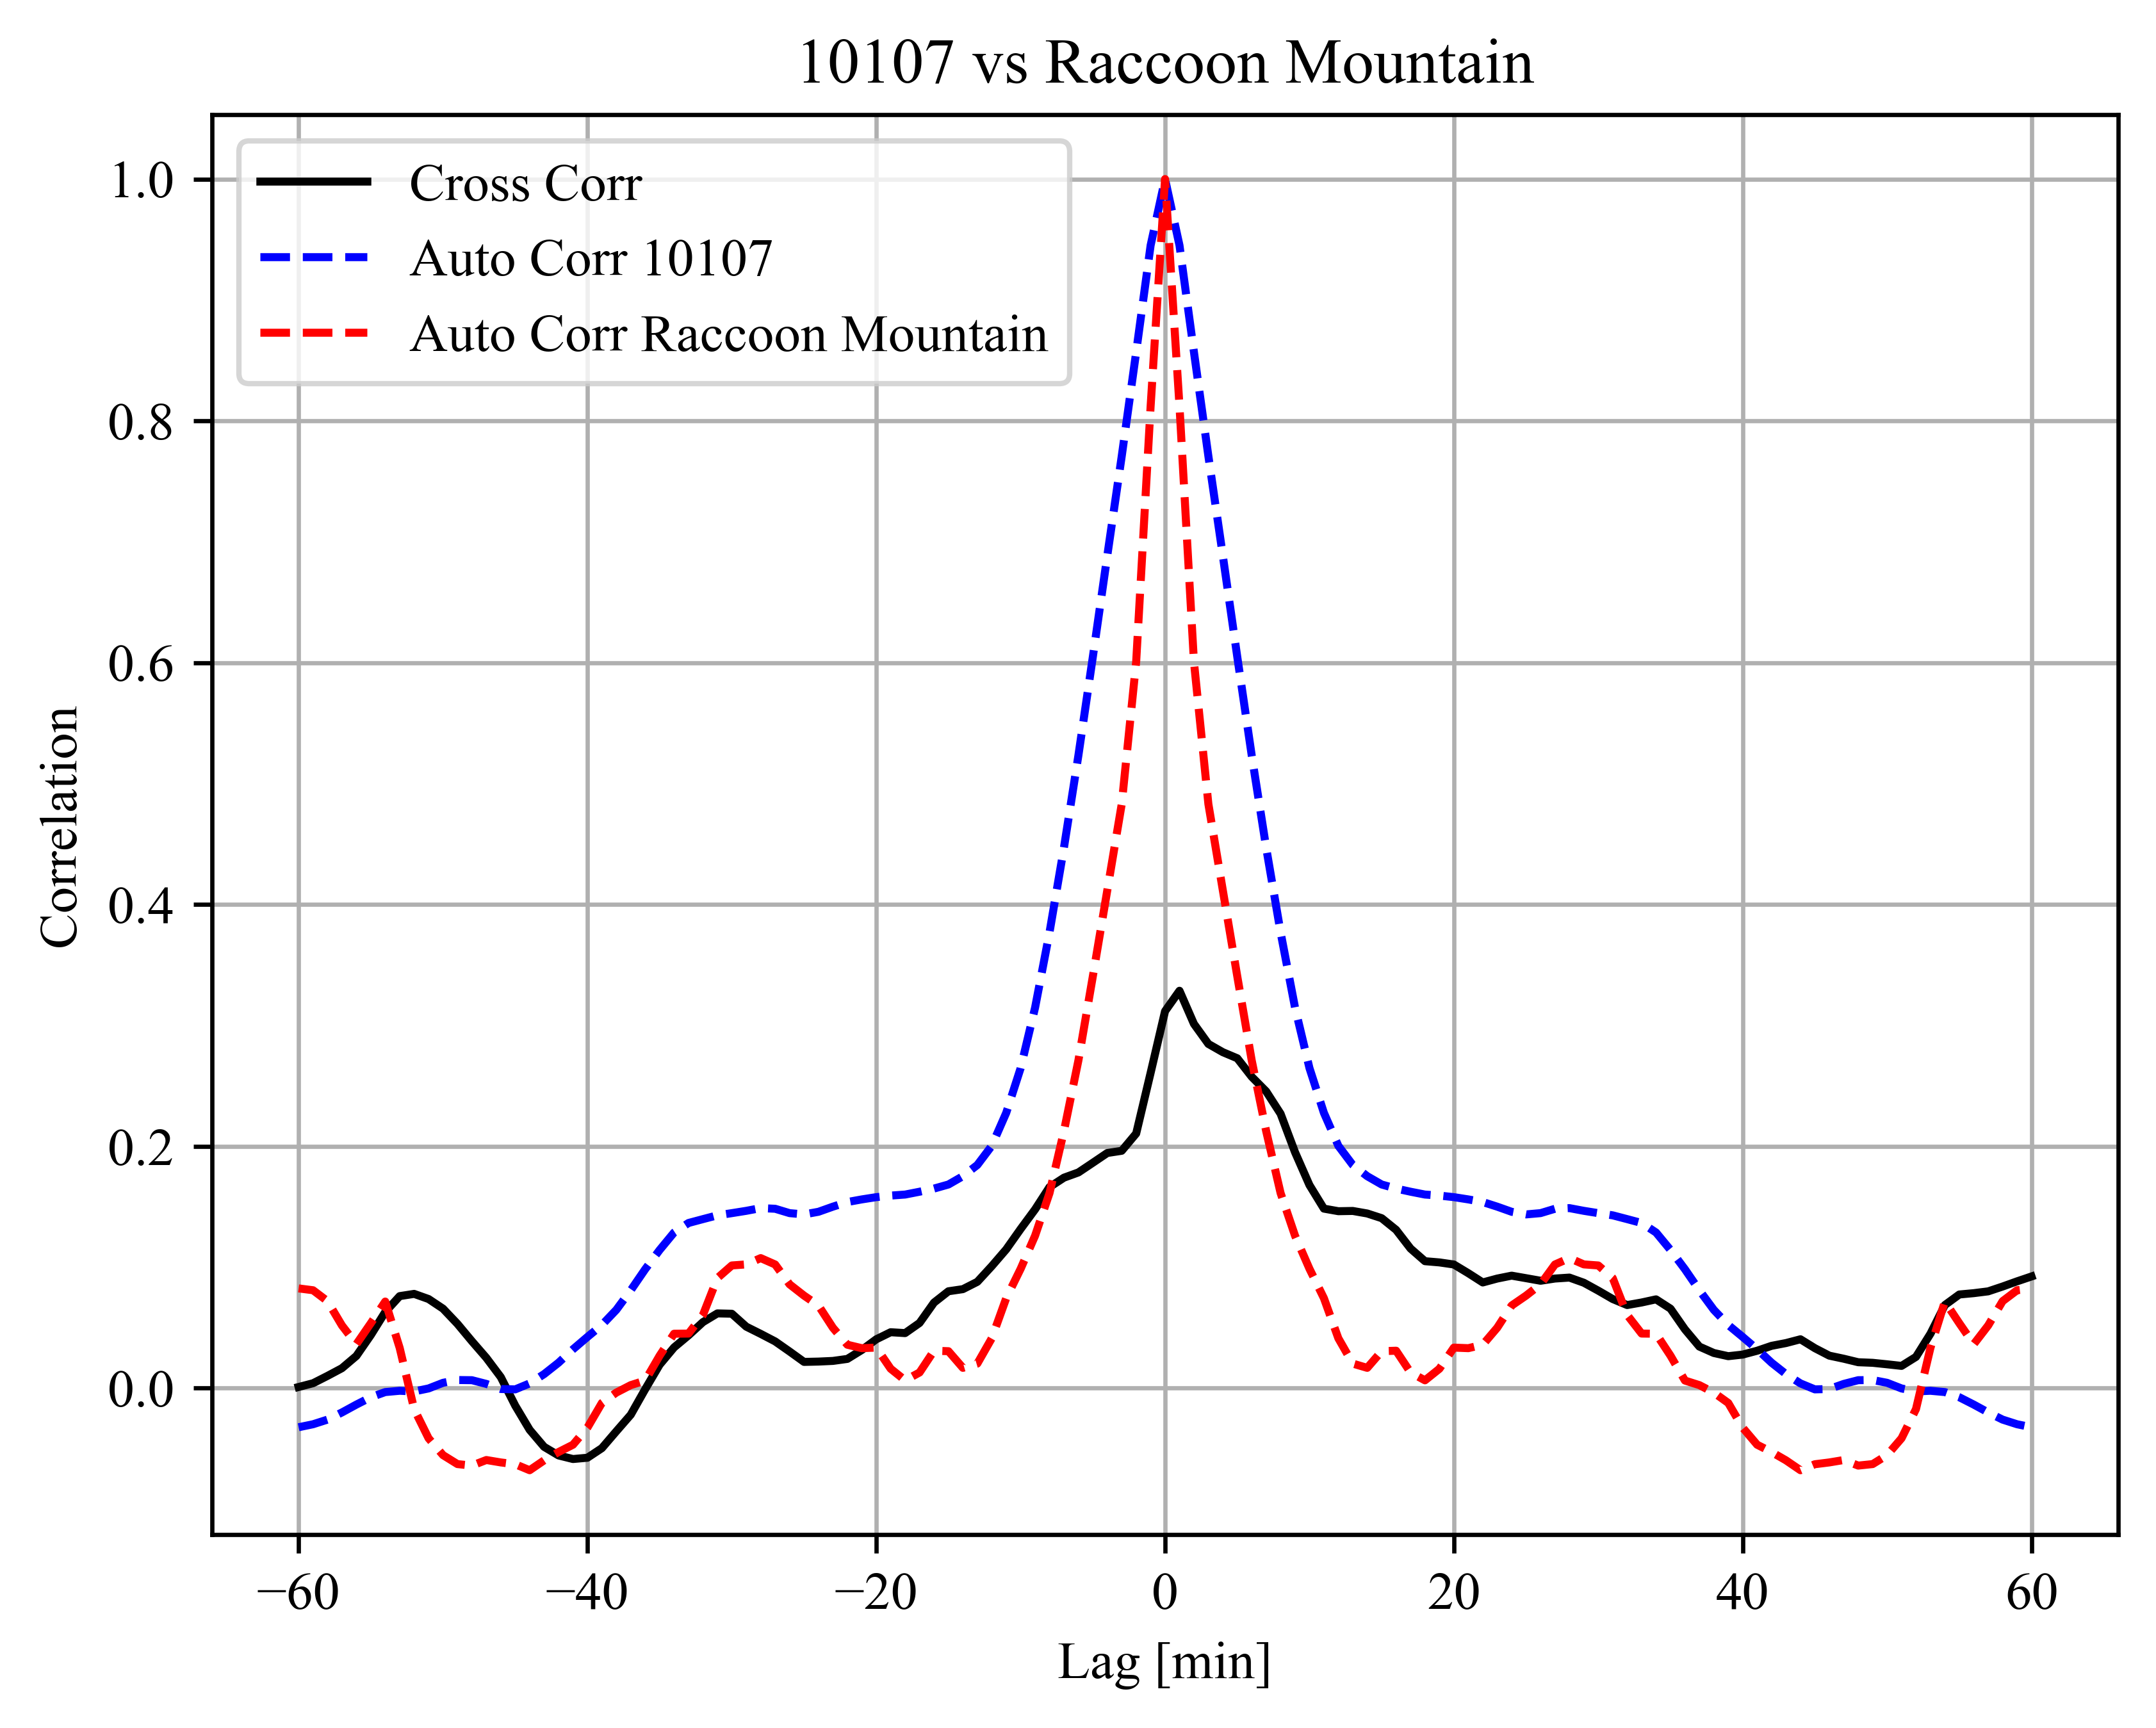 10107 vs Raccoon Mountain
Cross Corr
Auto Corr 10107
Auto Corr Raccoon Mountain
1.0
0.8
0.6
0.4
0.2
0.0
Correlation
−60 −40 −20 0 20 40 60
Lag [min]